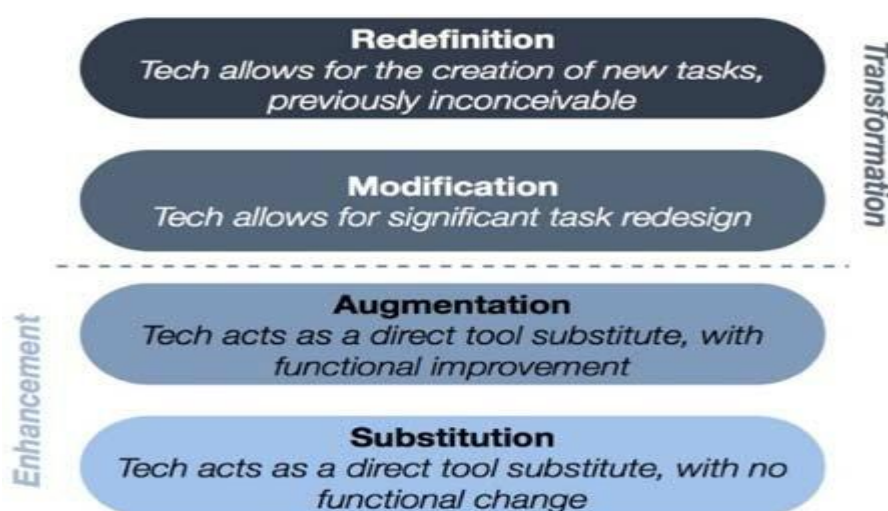 Redefinition
Tech allows for the creation of new tasks,
previously inconceivable
Transformation
Modification
Tech allows for significant task redesign
Augmentation
Tech acts as a direct tool substitute, with
functional improvement
Enhancement
Substitution
Tech acts as a direct tool substitute, with no
functional change